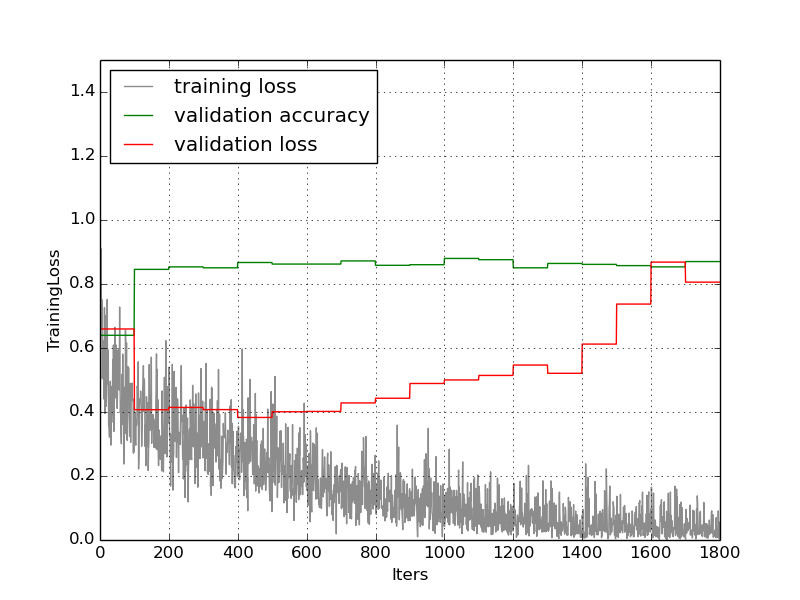 training loss
validation accuracy
validation loss
1.4
1.2
1.0
0.8
0.6
0.4
0.2
0.0
TrainingLoss
0 200 400 600 800 1000 1200 1400 1600 1800
Iters